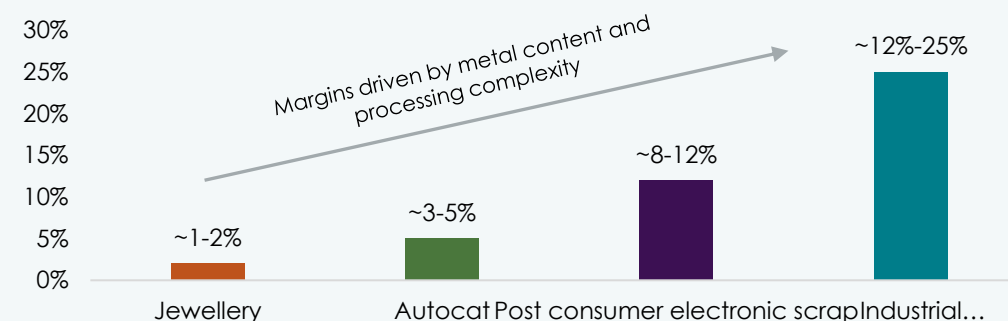 30%
25%
20%
15%
10%
5%
0%
Margins driven by metal content and
processing complexity
~1-2%
~3-5%
~8-12%
~12%-25%
Jewellery
Autocat
Post consumer electronic scrap
Industrial…